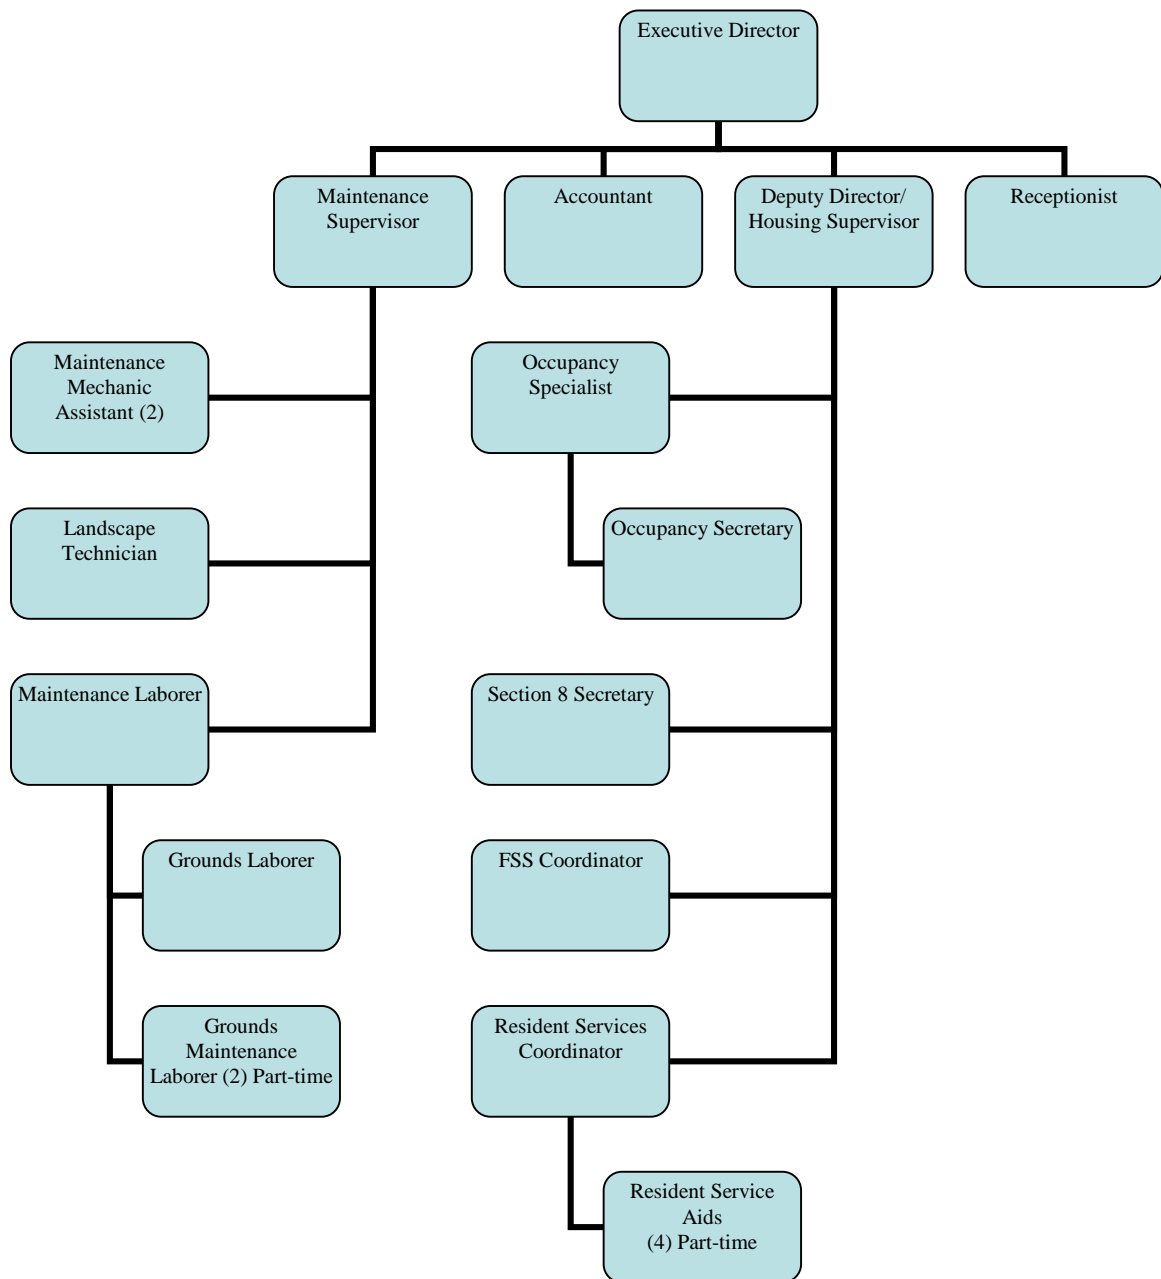 Executive Director
Maintenance
Supervisor
Accountant
Deputy Director/
Housing Supervisor
Receptionist
Maintenance
Mechanic
Assistant (2)
Occupancy
Specialist
Landscape
Technician
Occupancy Secretary
Maintenance Laborer
Section 8 Secretary
Grounds Laborer
FSS Coordinator
Grounds
Maintenance
Laborer (2) Part-time
Resident Services
Coordinator
Resident Service
Aids
(4) Part-time